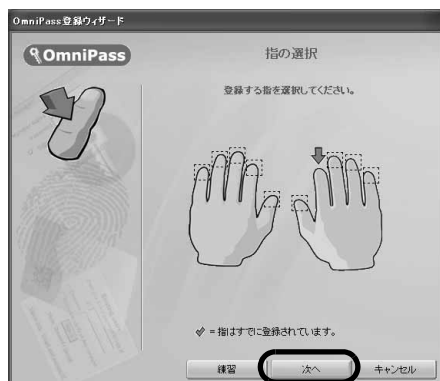 OmniPass登録ウィザード
OmniPass
指の選択
登録する指を選択してください。
✓ = 指はすでに登録されています。
練習
次へ
キャンセル